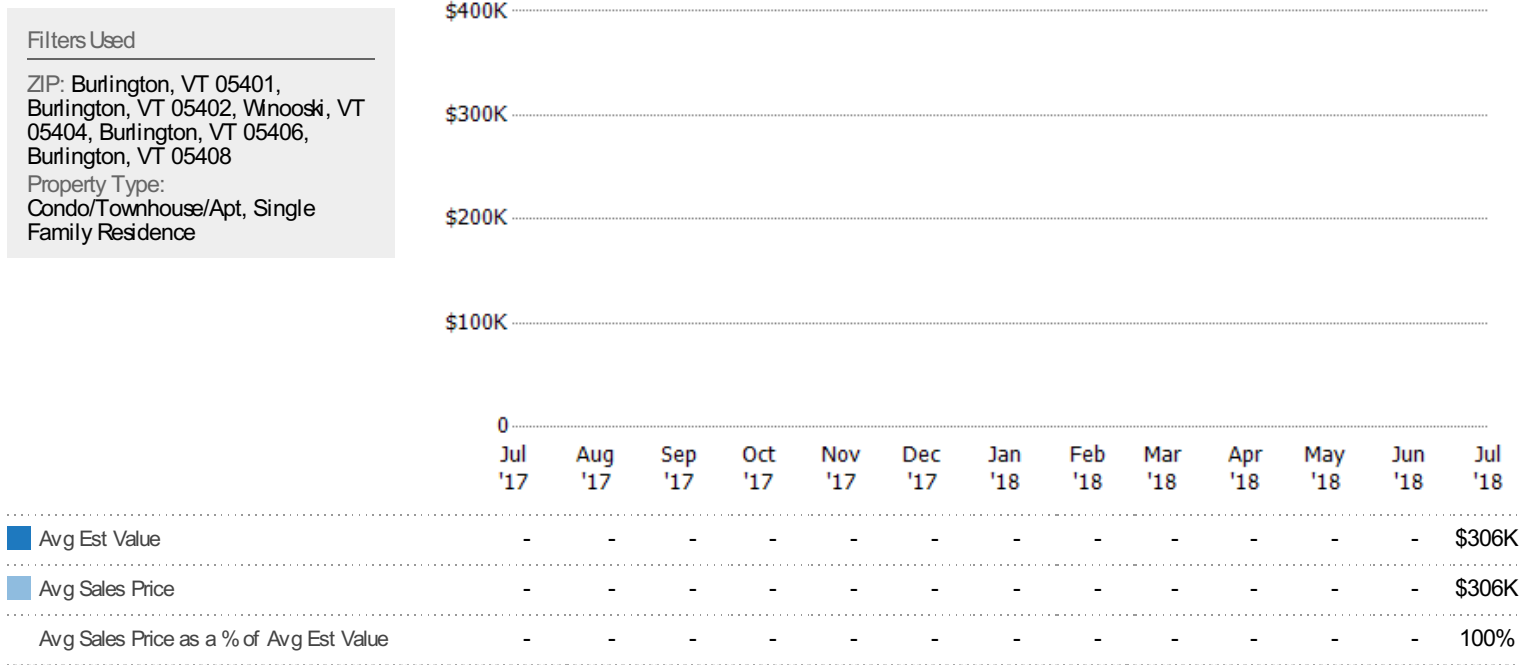 Filters Used
ZIP: Burlington, VT 05401,
Burlington, VT 05402, Winooski, VT
05404, Burlington, VT 05406,
Burlington, VT 05408
Property Type:
Condo/Townhouse/Apt, Single
Family Residence
$400K
$300K
$200K
$100K
0
Jul Aug Sep Oct Nov Dec Jan Feb Mar Apr May Jun Jul
'17 '17 '17 '17 '17 '17 '18 '18 '18 '18 '18 '18 '18
Avg Est Value - - - - - - - - - - - - $306K
Avg Sales Price - - - - - - - - - - - - $306K
Avg Sales Price as a % of Avg Est Value - - - - - - - - - - - - 100%